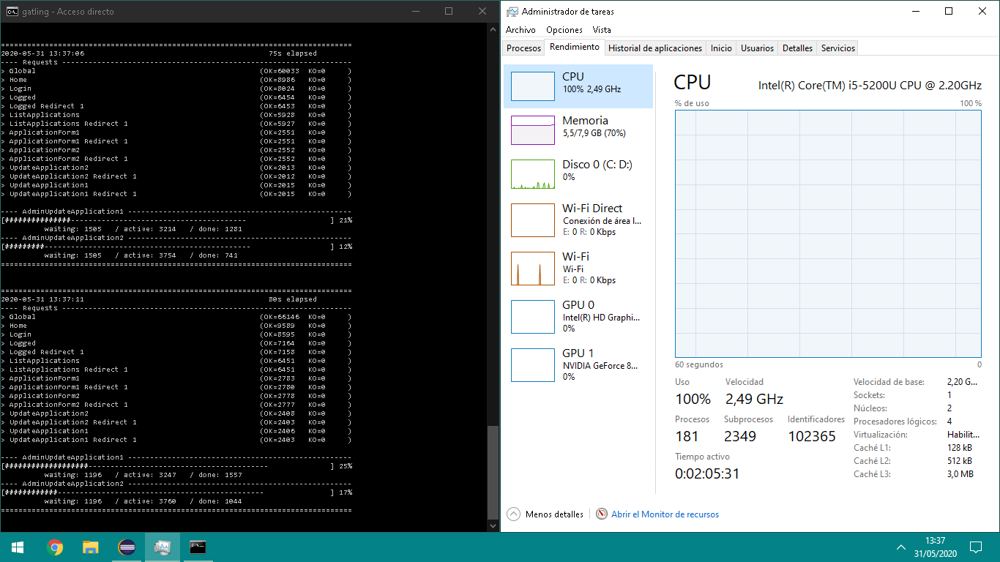 gatling - Acceso directo
================================================================================
2020-05-31 13:37:06                                          75s elapsed
---- Requests ------------------------------------------------------------------
> Global                                                   (OK=60033  KO=0     )
> Home                                                     (OK=8986   KO=0     )
> Login                                                    (OK=8024   KO=0     )
> Logged                                                   (OK=6454   KO=0     )
> Logged Redirect 1                                        (OK=6453   KO=0     )
> ListApplications                                         (OK=5928   KO=0     )
> ListApplications Redirect 1                              (OK=5927   KO=0     )
> ApplicationForm1                                         (OK=2551   KO=0     )
> ApplicationForm1 Redirect 1                              (OK=2551   KO=0     )
> ApplicationForm2                                         (OK=2552   KO=0     )
> ApplicationForm2 Redirect 1                              (OK=2552   KO=0     )
> UpdateApplication2                                       (OK=2013   KO=0     )
> UpdateApplication2 Redirect 1                            (OK=2012   KO=0     )
> UpdateApplication1                                       (OK=2015   KO=0     )
> UpdateApplication1 Redirect 1                            (OK=2015   KO=0     )
---- AdminUpdateApplication1 ---------------------------------------------------
[###############----------------------------------------                   ] 21%
          waiting: 1505   / active: 3214   / done: 1281
---- AdminUpdateApplication2 ---------------------------------------------------
[#########-----------------------------------------------                  ] 12%
          waiting: 1505   / active: 3754   / done: 741
================================================================================
================================================================================
2020-05-31 13:37:11                                          80s elapsed
---- Requests ------------------------------------------------------------------
> Global                                                   (OK=66146  KO=0     )
> Home                                                     (OK=9589   KO=0     )
> Login                                                    (OK=8595   KO=0     )
> Logged                                                   (OK=7164   KO=0     )
> Logged Redirect 1                                        (OK=7158   KO=0     )
> ListApplications                                         (OK=6451   KO=0     )
> ListApplications Redirect 1                              (OK=6451   KO=0     )
> ApplicationForm1                                         (OK=2783   KO=0     )
> ApplicationForm1 Redirect 1                              (OK=2780   KO=0     )
> ApplicationForm2                                         (OK=2778   KO=0     )
> ApplicationForm2 Redirect 1                              (OK=2777   KO=0     )
> UpdateApplication2                                       (OK=2408   KO=0     )
> UpdateApplication2 Redirect 1                            (OK=2403   KO=0     )
> UpdateApplication1                                       (OK=2406   KO=0     )
> UpdateApplication1 Redirect 1                            (OK=2403   KO=0     )
---- AdminUpdateApplication1 ---------------------------------------------------
[###################-----------------------------------------              ] 25%
          waiting: 1196   / active: 3247   / done: 1557
---- AdminUpdateApplication2 ---------------------------------------------------
[############-----------------------------------------------               ] 17%
          waiting: 1196   / active: 3760   / done: 1044
================================================================================
Administrador de tareas
Archivo Opciones Vista
Procesos Rendimiento Historial de aplicaciones Inicio Usuarios Detalles Servicios
CPU
100% 2,49 GHz
Memoria
5,5/7,9 GB (70%)
Disco 0 (C: D:)
0%
Wi-Fi Direct
Conexión de área l...
E: 0 R: 0 Kbps
Wi-Fi
Wi-Fi
E: 0 R: 0 Kbps
GPU 0
Intel(R) HD Graphi...
0%
GPU 1
NVIDIA GeForce 8...
0%
CPU Intel(R) Core(TM) i5-5200U CPU @ 2.20GHz
% de uso 100 %
60 segundos 0
Uso Velocidad
100% 2,49 GHz
Procesos Subprocesos Identificadores
181 2349 102365
Tiempo activo
0:02:05:31
Velocidad de base: 2,20 G...
Sockets: 1
Núcleos: 2
Procesadores lógicos: 4
Virtualización: Habilit...
Caché L1: 128 kB
Caché L2: 512 kB
Caché L3: 3,0 MB
Menos detalles Abrir el Monitor de recursos
13:37
31/05/2020